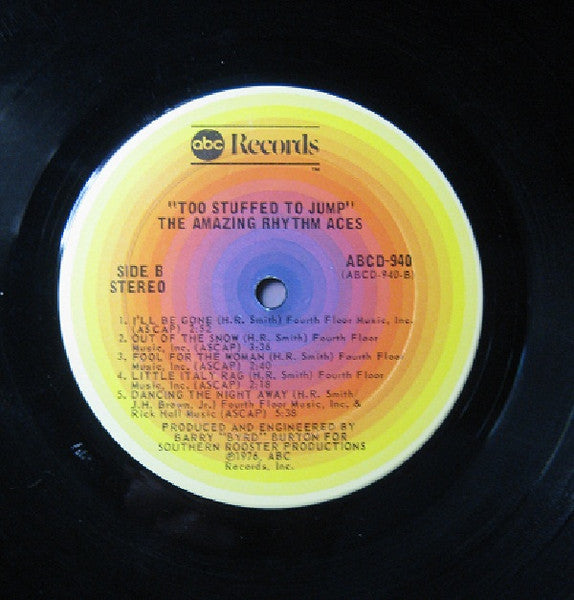 abc Records
TM
"TOO STUFFED TO JUMP"
THE AMAZING RHYTHM ACES
SIDE B
STEREO
ABCD-940
(ABCD-940-B)
1. I'LL BE GONE (H.R. Smith) Fourth Floor Music, Inc.
(ASCAP) 2:52
2. OUT OF THE SNOW (H.R. Smith) Fourth Floor
Music, Inc. (ASCAP) 3:36
3. FOOL FOR THE WOMAN (H.R. Smith) Fourth Floor
Music, Inc. (ASCAP) 2:40
4. LITTLE ITALY RAG (H.R. Smith) Fourth Floor
Music, Inc. (ASCAP) 2:18
5. DANCING THE NIGHT AWAY (H.R. Smith/
J.H. Brown, Jr.) Fourth Floor Music, Inc. &
Rick Hall Music (ASCAP) 5:38
PRODUCED AND ENGINEERED BY
BARRY "BYRD" BURTON FOR
SOUTHERN ROOSTER PRODUCTIONS
℗1976, ABC
Records, Inc.